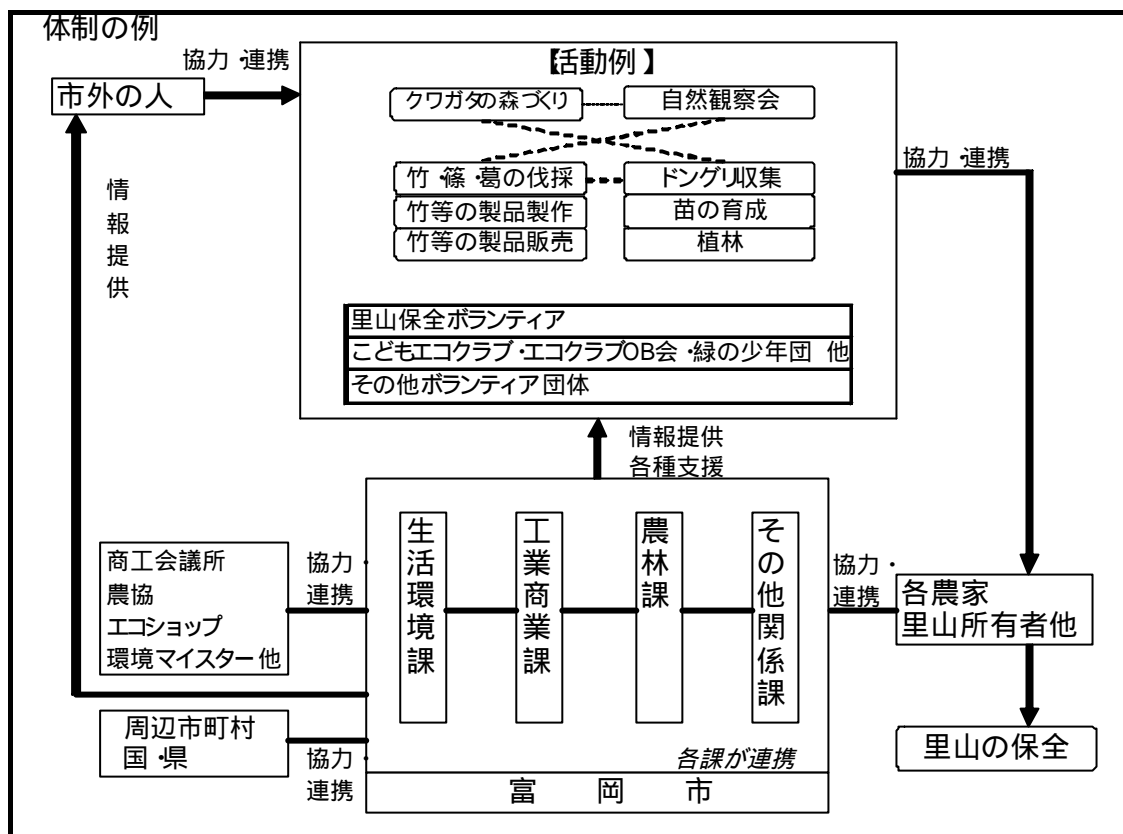 体制の例
協力・連携
【活動例】
市外の人
クワガタの森づくり
自然観察会
竹・篠・葛の伐採
ドングリ収集
竹等の製品製作
苗の育成
竹等の製品販売
植林
協力・連携
情報提供
里山保全ボランティア
こどもエコクラブ・エコクラブOB会・緑の少年団 他
その他ボランティア団体
情報提供
各種支援
生活環境課
工業商業課
農林課
その他関係課
商工会議所
農協
エコショップ
環境マイスター他
協力・
連携
協力・
連携
各農家
里山所有者他
周辺市町村
国・県
協力・
連携
各課が連携
里山の保全
富岡市